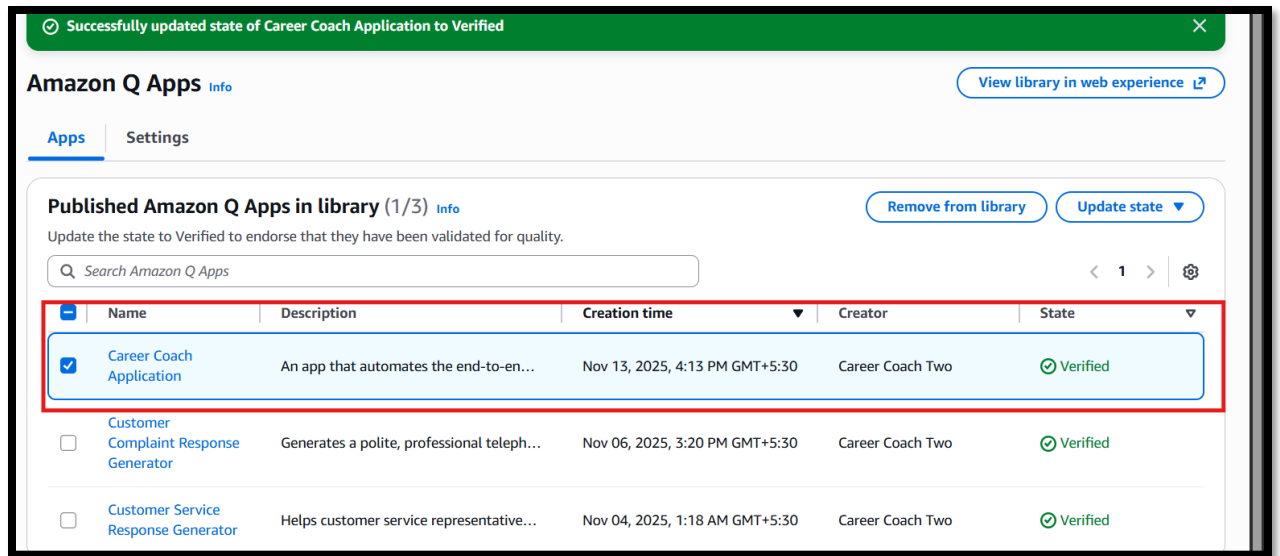 Successfully updated state of Career Coach Application to Verified
Amazon Q Apps Info
View library in web experience
Apps
Settings
Published Amazon Q Apps in library (1/3) Info
Remove from library
Update state
Update the state to Verified to endorse that they have been validated for quality.
Search Amazon Q Apps
1
Name Description Creation time Creator State
Career Coach
Application
An app that automates the end-to-en...
Nov 13, 2025, 4:13 PM GMT+5:30
Career Coach Two
Verified
Customer
Complaint Response
Generator
Generates a polite, professional teleph...
Nov 06, 2025, 3:20 PM GMT+5:30
Career Coach Two
Verified
Customer Service
Response Generator
Helps customer service representative...
Nov 04, 2025, 1:18 AM GMT+5:30
Career Coach Two
Verified